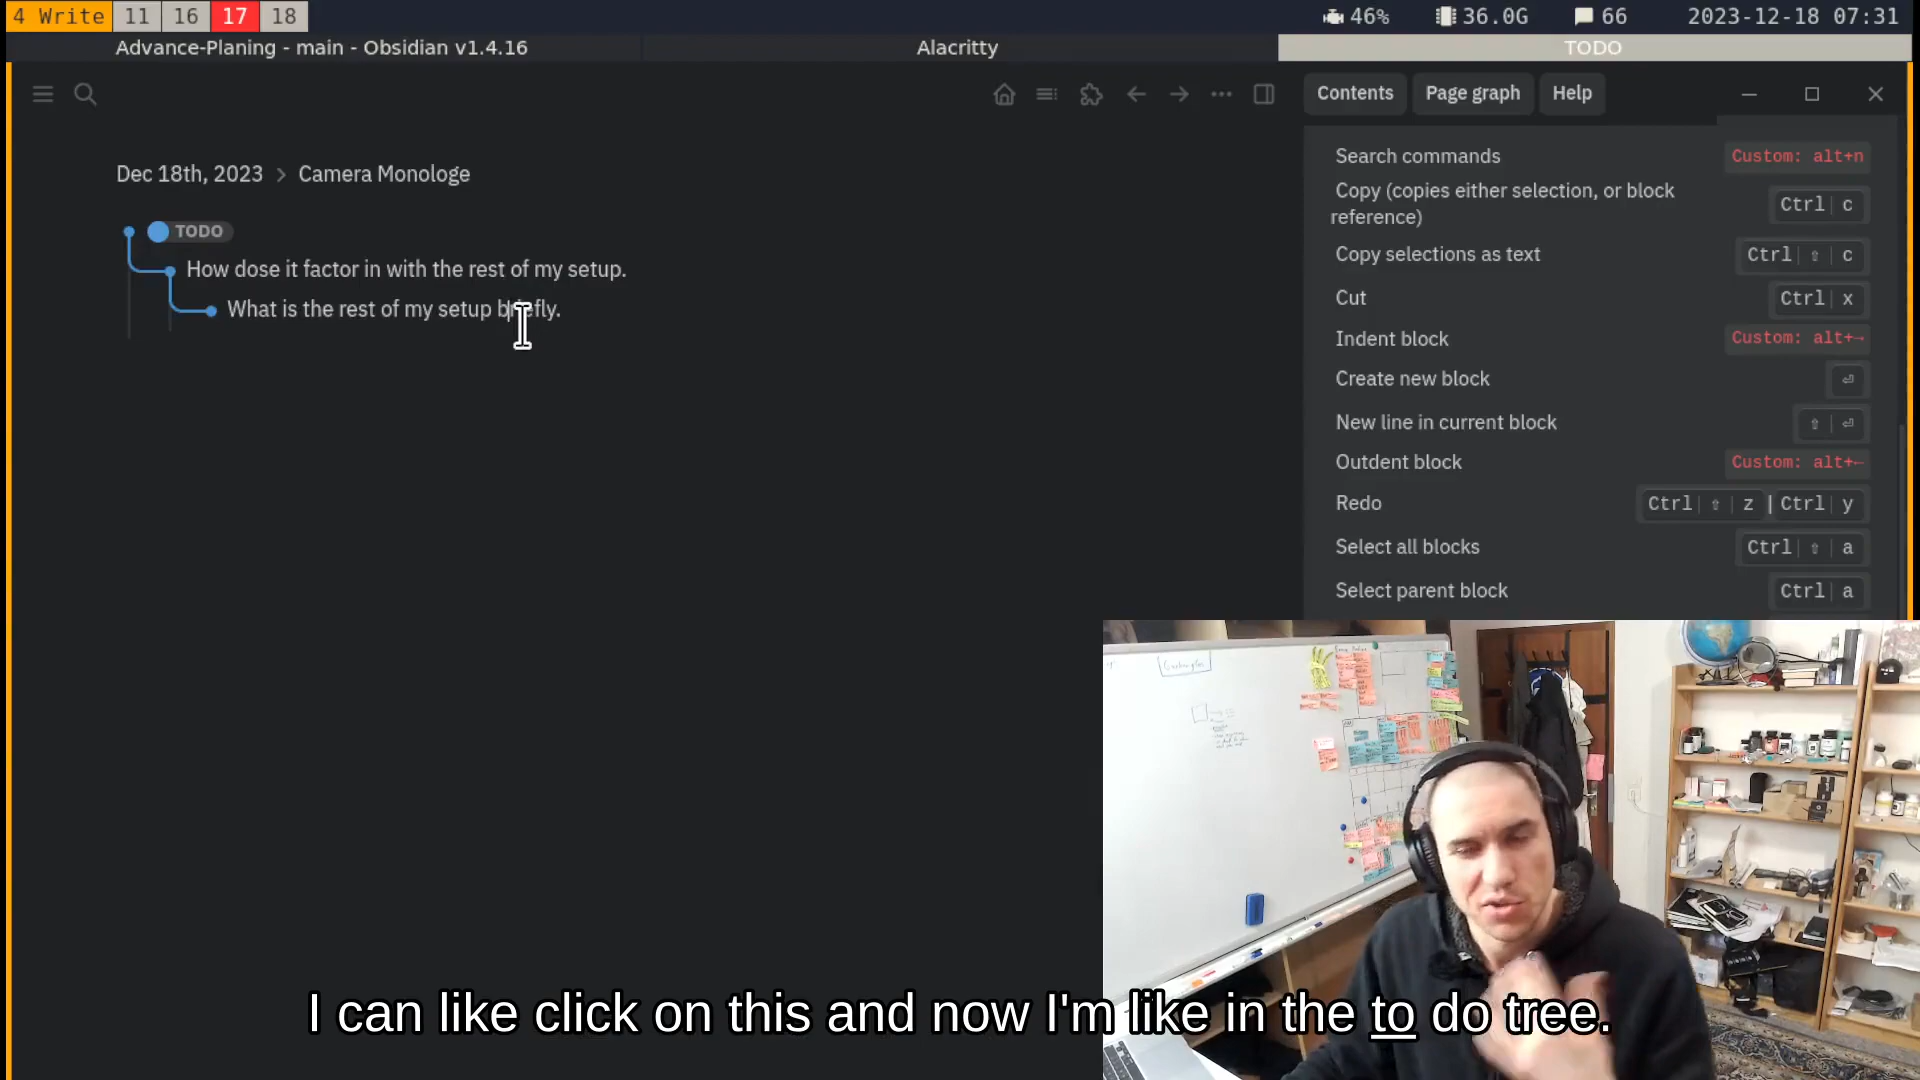 4 Write 11 16 17 18 46% 36.0G 66 2023-12-18 07:31
Advance-Planing - main - Obsidian v1.4.16 Alacritty TODO
Contents Page graph Help
Dec 18th, 2023 > Camera Monologe
TODO
How dose it factor in with the rest of my setup.
What is the rest of my setup briefly.
Search commands Custom: alt+n
Copy (copies either selection, or block
reference) Ctrl c
Copy selections as text Ctrl ⇧ c
Cut Ctrl x
Indent block Custom: alt+→
Create new block ⏎
New line in current block ⇧ ⏎
Outdent block Custom: alt+←
Redo Ctrl ⇧ z | Ctrl y
Select all blocks Ctrl ⇧ a
Select parent block Ctrl a
I can like click on this and now I'm like in the to do tree.